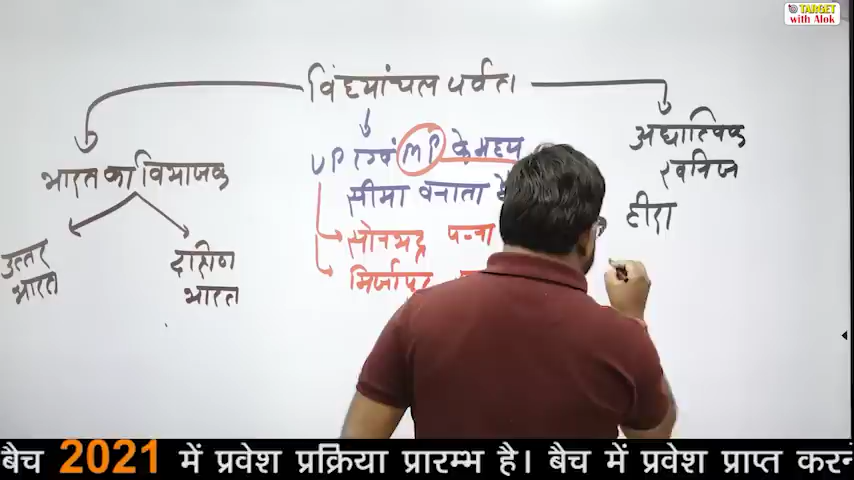 TARGET
with Alok
विंध्यांचल पर्वत
भारत का विभाजक
उत्तर
भारत
दक्षिण
भारत
UP एवं MP के मध्य
सीमा बनाता है
सोनभद्र पन्ना
मिर्जापुर
अधात्विक
खनिज
हीरा
बैच 2021 में प्रवेश प्रक्रिया प्रारम्भ है। बैच में प्रवेश प्राप्त करने